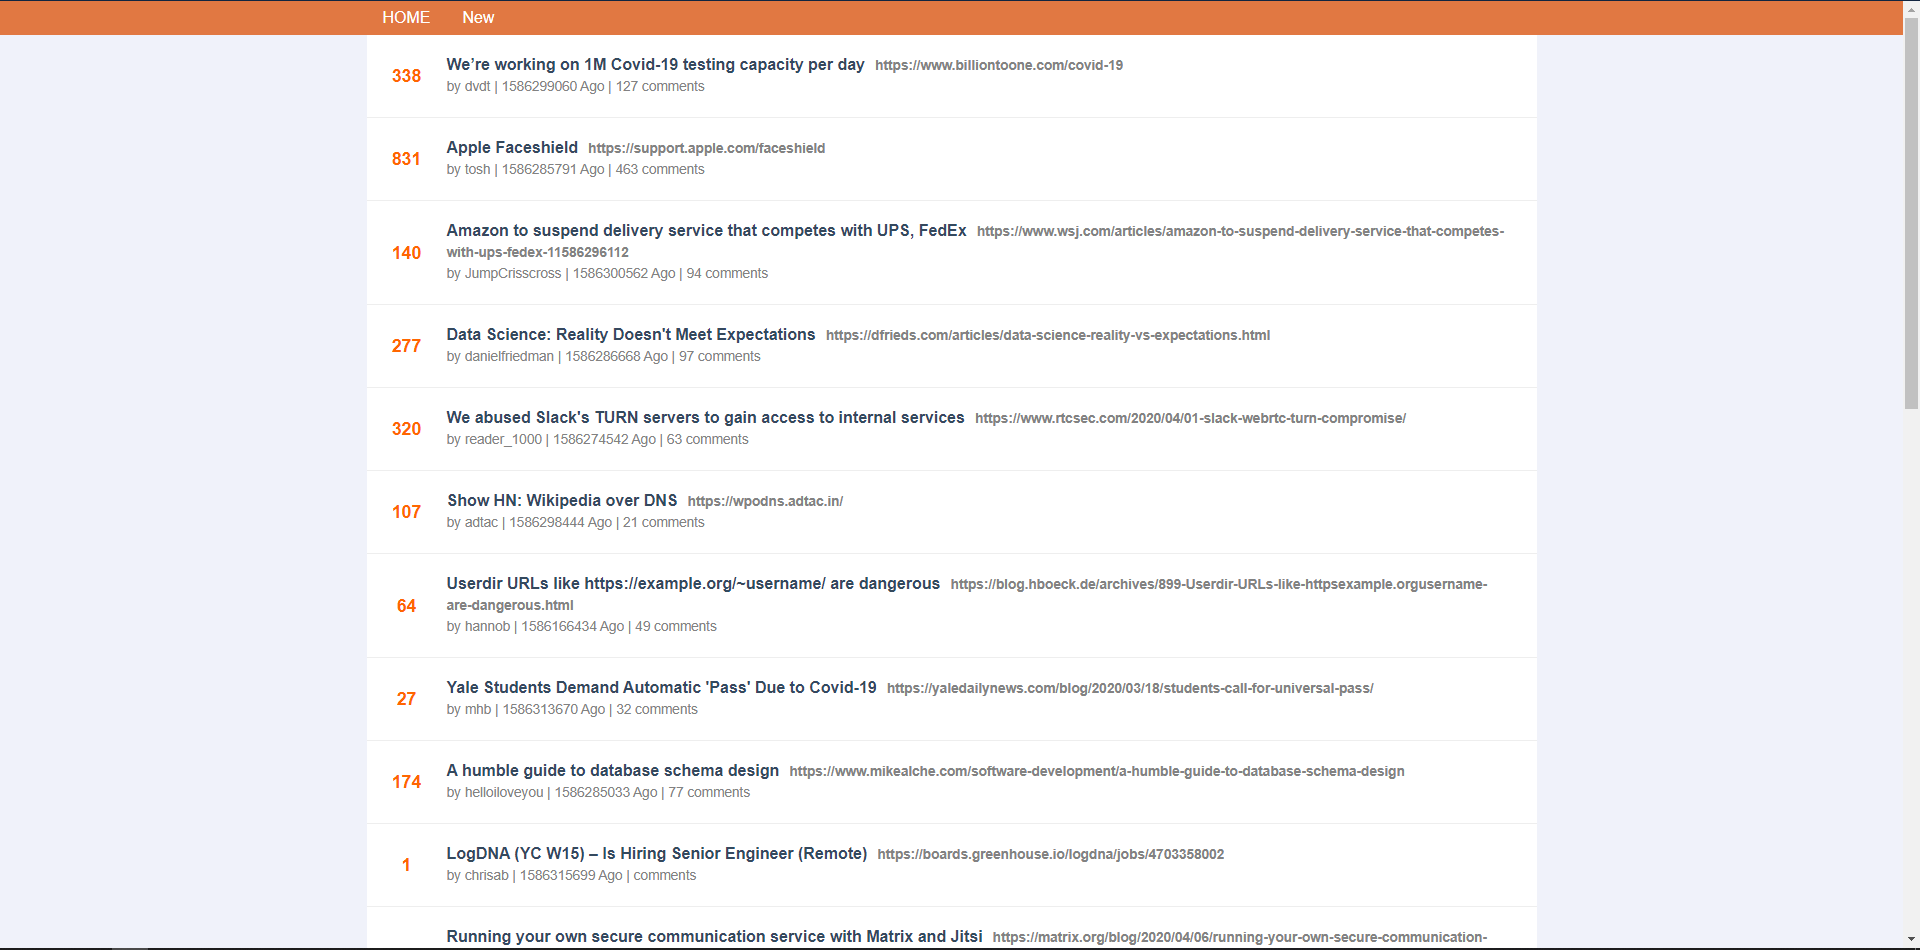 HOME New
338
We’re working on 1M Covid-19 testing capacity per day https://www.billiontoone.com/covid-19
by dvdt | 1586299060 Ago | 127 comments
831
Apple Faceshield https://support.apple.com/faceshield
by tosh | 1586285791 Ago | 463 comments
140
Amazon to suspend delivery service that competes with UPS, FedEx https://www.wsj.com/articles/amazon-to-suspend-delivery-service-that-competes-
with-ups-fedex-11586296112
by JumpCrisscross | 1586300562 Ago | 94 comments
277
Data Science: Reality Doesn't Meet Expectations https://dfrieds.com/articles/data-science-reality-vs-expectations.html
by danielfriedman | 1586286668 Ago | 97 comments
320
We abused Slack's TURN servers to gain access to internal services https://www.rtcsec.com/2020/04/01-slack-webrtc-turn-compromise/
by reader_1000 | 1586274542 Ago | 63 comments
107
Show HN: Wikipedia over DNS https://wpodns.adtac.in/
by adtac | 1586298444 Ago | 21 comments
64
Userdir URLs like https://example.org/~username/ are dangerous https://blog.hboeck.de/archives/899-Userdir-URLs-like-httpsexample.orgusername-
are-dangerous.html
by hannob | 1586166434 Ago | 49 comments
27
Yale Students Demand Automatic 'Pass' Due to Covid-19 https://yaledailynews.com/blog/2020/03/18/students-call-for-universal-pass/
by mhb | 1586313670 Ago | 32 comments
174
A humble guide to database schema design https://www.mikealche.com/software-development/a-humble-guide-to-database-schema-design
by helloiloveyou | 1586285033 Ago | 77 comments
1
LogDNA (YC W15) – Is Hiring Senior Engineer (Remote) https://boards.greenhouse.io/logdna/jobs/4703358002
by chrisab | 1586315699 Ago | comments
Running your own secure communication service with Matrix and Jitsi https://matrix.org/blog/2020/04/06/running-your-own-secure-communication-